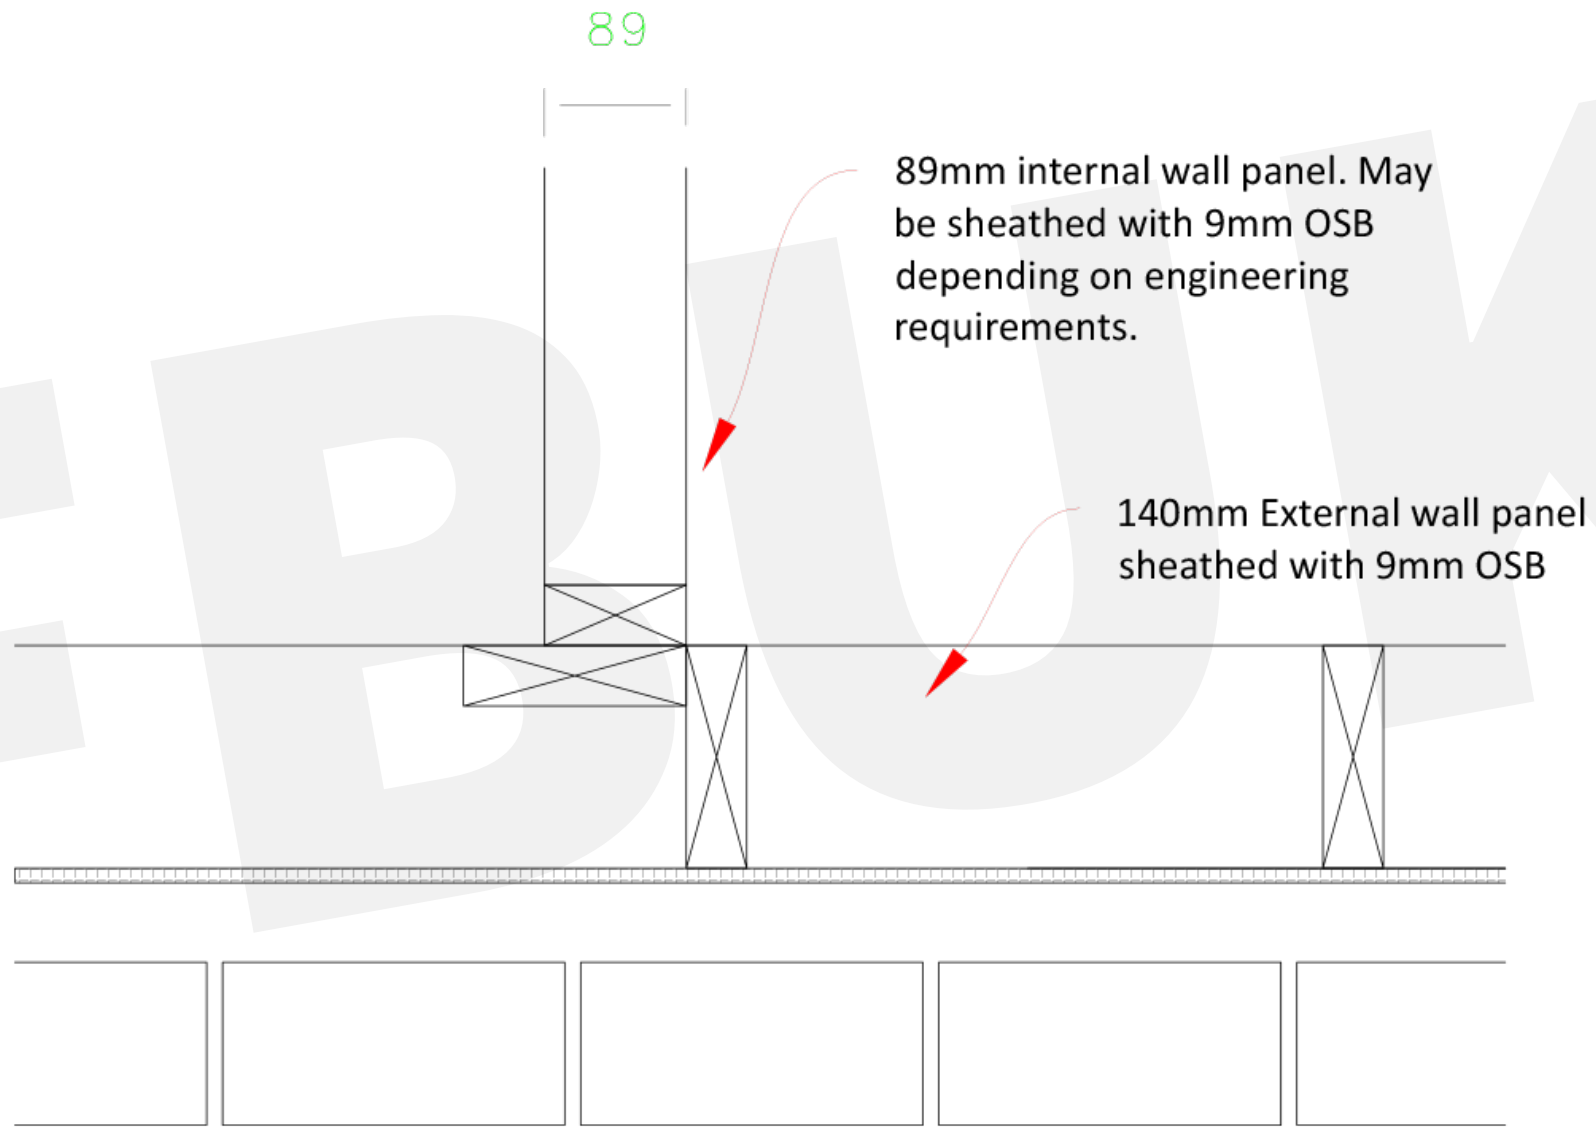 89
89mm internal wall panel. May
be sheathed with 9mm OSB
depending on engineering
requirements.
140mm External wall panel
sheathed with 9mm OSB